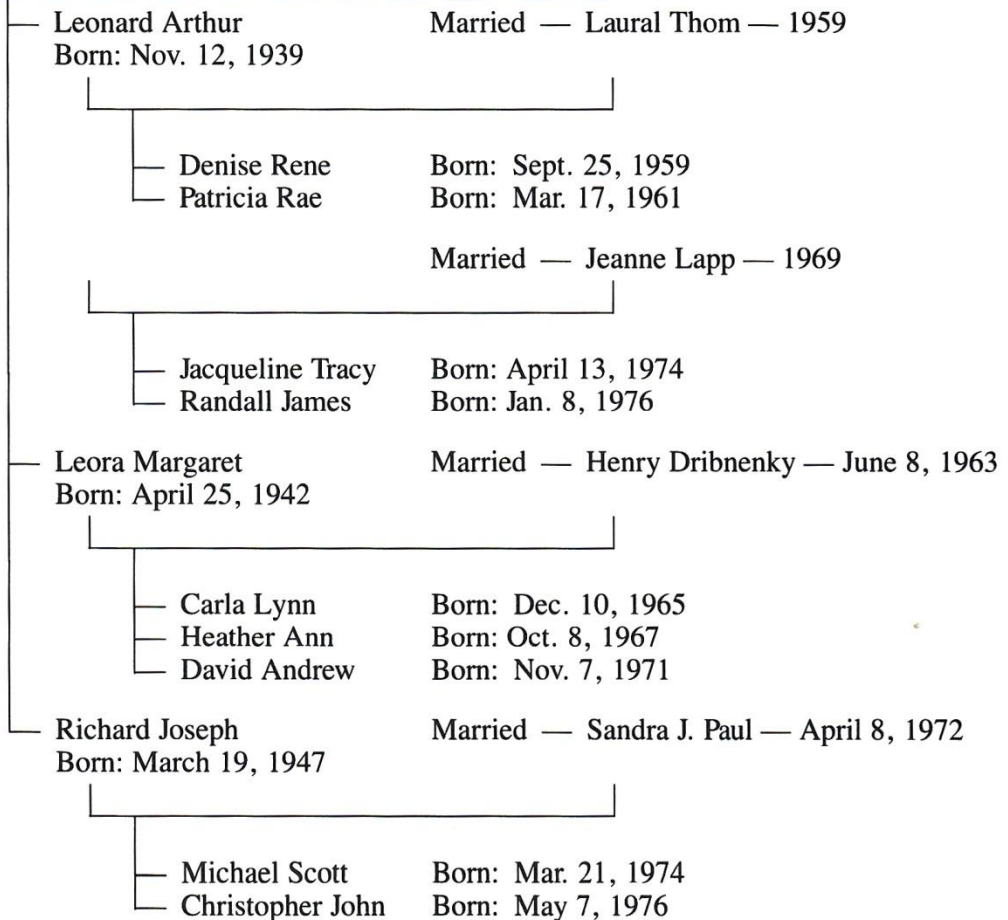 Leonard Arthur Married — Laural Thom — 1959
Born: Nov. 12, 1939
Denise Rene Born: Sept. 25, 1959
Patricia Rae Born: Mar. 17, 1961
Married — Jeanne Lapp — 1969
Jacqueline Tracy Born: April 13, 1974
Randall James Born: Jan. 8, 1976
Leora Margaret Married — Henry Dribnenky — June 8, 1963
Born: April 25, 1942
Carla Lynn Born: Dec. 10, 1965
Heather Ann Born: Oct. 8, 1967
David Andrew Born: Nov. 7, 1971
Richard Joseph Married — Sandra J. Paul — April 8, 1972
Born: March 19, 1947
Michael Scott Born: Mar. 21, 1974
Christopher John Born: May 7, 1976